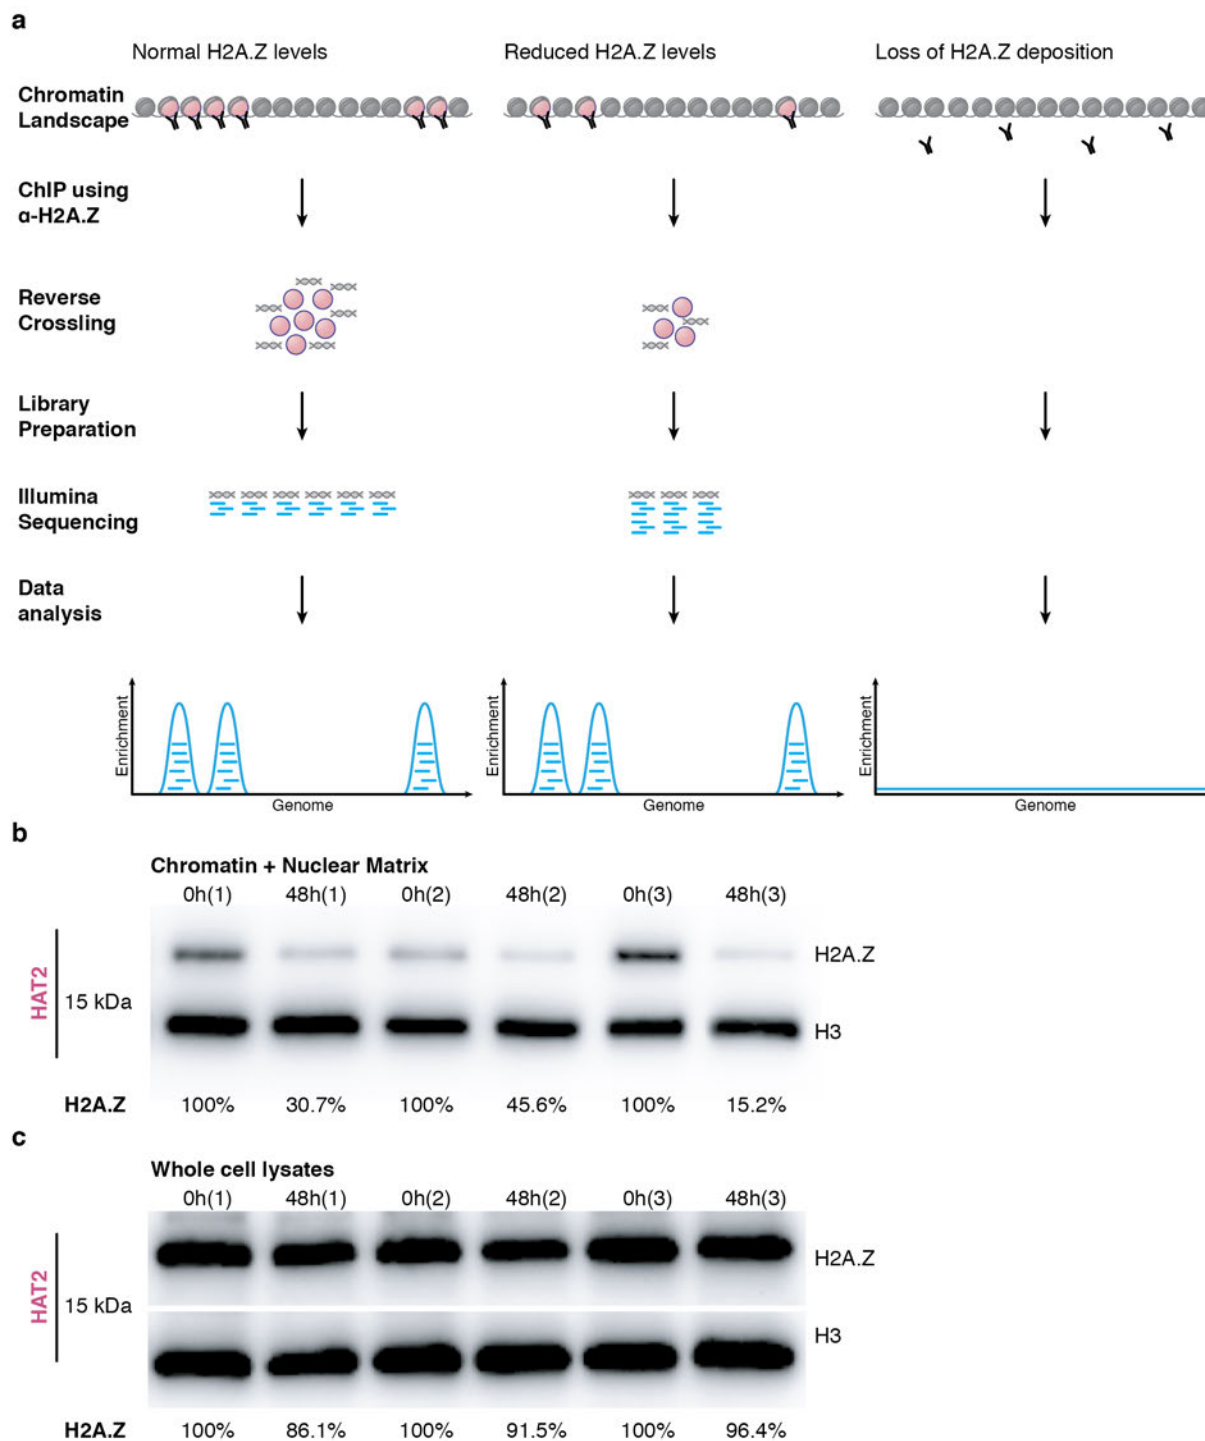 a
Normal H2A.Z levels
Reduced H2A.Z levels
Loss of H2A.Z deposition
Chromatin
Landscape
ChIP using
α-H2A.Z
Reverse
Crossling
Library
Preparation
Illumina
Sequencing
Data
analysis
Enrichment
Genome
Enrichment
Genome
Enrichment
Genome
b
Chromatin + Nuclear Matrix
0h(1) 48h(1) 0h(2) 48h(2) 0h(3) 48h(3)
HAT2
15 kDa
H2A.Z
H3
H2A.Z 100% 30.7% 100% 45.6% 100% 15.2%
c
Whole cell lysates
0h(1) 48h(1) 0h(2) 48h(2) 0h(3) 48h(3)
HAT2
15 kDa
H2A.Z
H3
H2A.Z 100% 86.1% 100% 91.5% 100% 96.4%